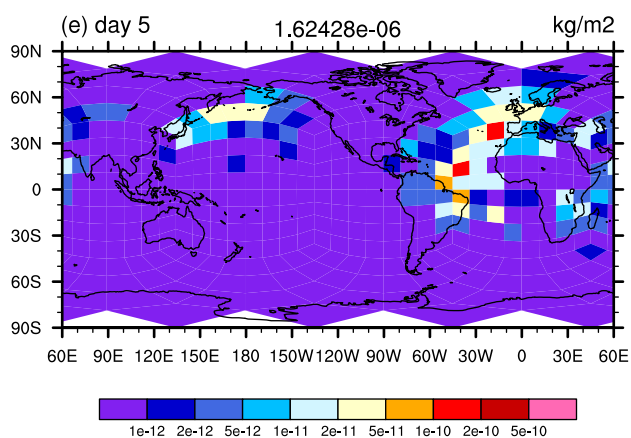 (e) day 5 1.62428e-06 kg/m2
90N
60N
30N
0
30S
60S
90S
60E 90E 120E 150E 180 150W 120W 90W 60W 30W 0 30E 60E
1e-12 2e-12 5e-12 1e-11 2e-11 5e-11 1e-10 2e-10 5e-10